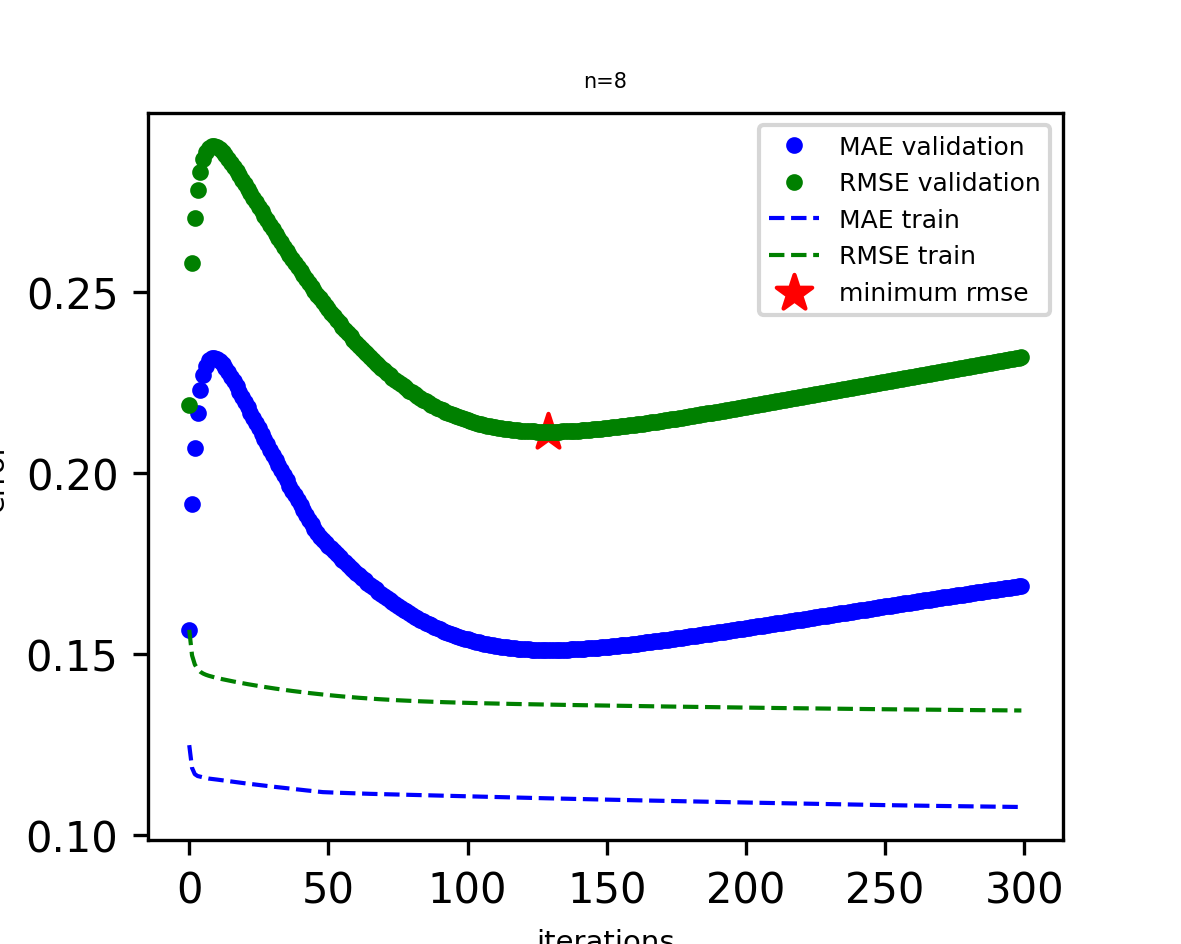 n=8
MAE validation
RMSE validation
MAE train
RMSE train
minimum rmse
0.25
0.20
0.15
0.10
0 50 100 150 200 250 300
iterations